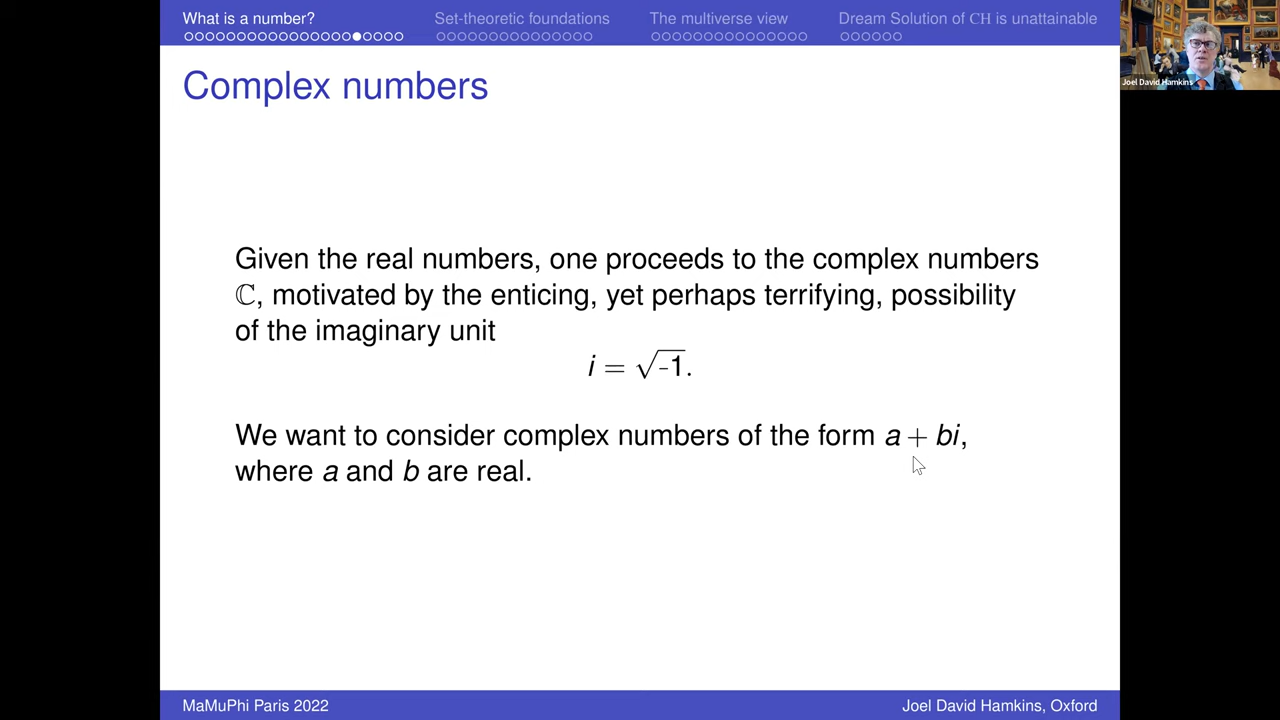 What is a number?
Set-theoretic foundations
The multiverse view
Dream Solution of CH is unattainable
Joel David Hamkins
Complex numbers
Given the real numbers, one proceeds to the complex numbers
ℂ, motivated by the enticing, yet perhaps terrifying, possibility
of the imaginary unit
i = √-1.
We want to consider complex numbers of the form a + bi,
where a and b are real.
MaMuPhi Paris 2022
Joel David Hamkins, Oxford